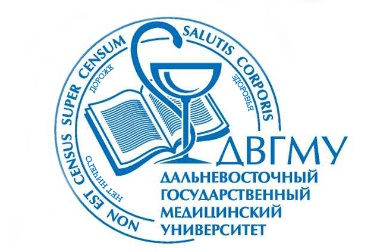 NON EST CENSUS SUPER CENSUM SALUTIS CORPORIS
НЕТ НИЧЕГО ДОРОЖЕ ЗДОРОВЬЯ
ДВГМУ
ДАЛЬНЕВОСТОЧНЫЙ
ГОСУДАРСТВЕННЫЙ
МЕДИЦИНСКИЙ
УНИВЕРСИТЕТ